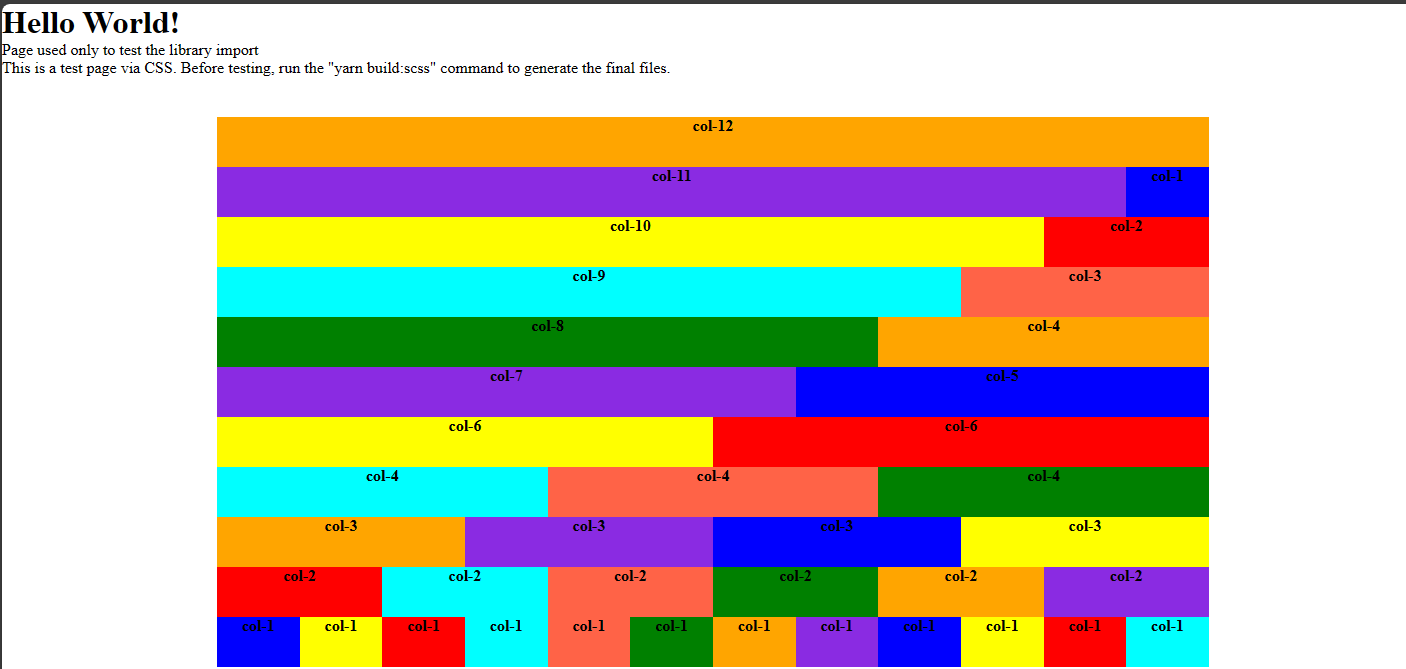 Hello World!
Page used only to test the library import
This is a test page via CSS. Before testing, run the "yarn build:scss" command to generate the final files.
col-12
col-11 col-1
col-10 col-2
col-9 col-3
col-8 col-4
col-7 col-5
col-6 col-6
col-4 col-4 col-4
col-3 col-3 col-3 col-3
col-2 col-2 col-2 col-2 col-2 col-2
col-1 col-1 col-1 col-1 col-1 col-1 col-1 col-1 col-1 col-1 col-1 col-1